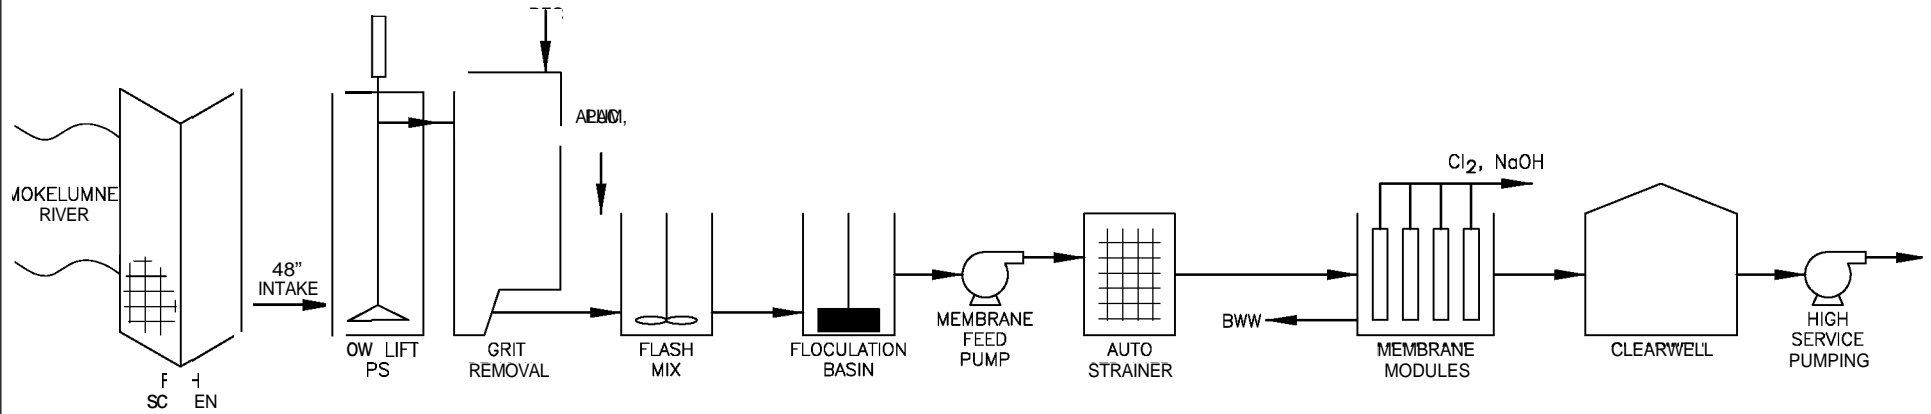 MOKELUMNE
RIVER
48"
INTAKE
LIFT
PS
GRIT
REMOVAL
FLASH
MIX
FLOCULATION
BASIN
MEMBRANE
FEED
PUMP
AUTO
STRAINER
BWW
Cl2, NaOH
MEMBRANE
MODULES
CLEARWELL
HIGH
SERVICE
PUMPING